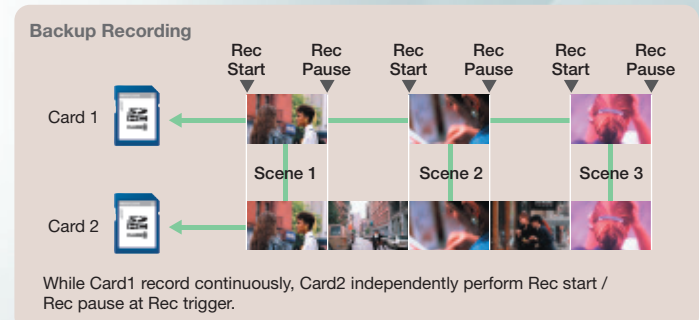 Backup Recording
Rec Start
Rec Pause
Rec Start
Rec Pause
Rec Start
Rec Pause
Card 1
Scene 1
Scene 2
Scene 3
Card 2
While Card1 record continuously, Card2 independently perform Rec start /
Rec pause at Rec trigger.